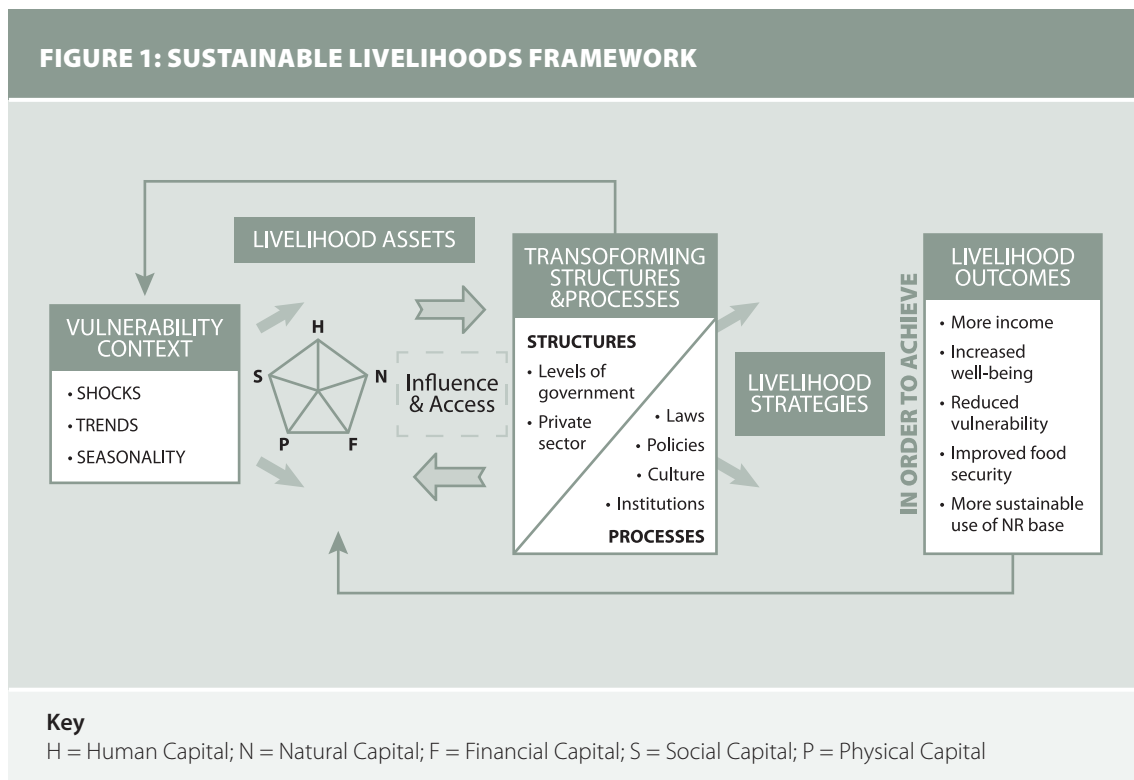 FIGURE 1: SUSTAINABLE LIVELIHOODS FRAMEWORK
LIVELIHOOD ASSETS
VULNERABILITY
CONTEXT
• SHOCKS
• TRENDS
• SEASONALITY
H
S
N
P
F
Influence
& Access
TRANSOFORMING
STRUCTURES
&PROCESSES
STRUCTURES
• Levels of
government
• Private
sector
• Laws
• Policies
• Culture
• Institutions
PROCESSES
LIVELIHOOD
STRATEGIES
IN ORDER TO ACHIEVE
LIVELIHOOD
OUTCOMES
• More income
• Increased
well-being
• Reduced
vulnerability
• Improved food
security
• More sustainable
use of NR base
Key
H = Human Capital; N = Natural Capital; F = Financial Capital; S = Social Capital; P = Physical Capital